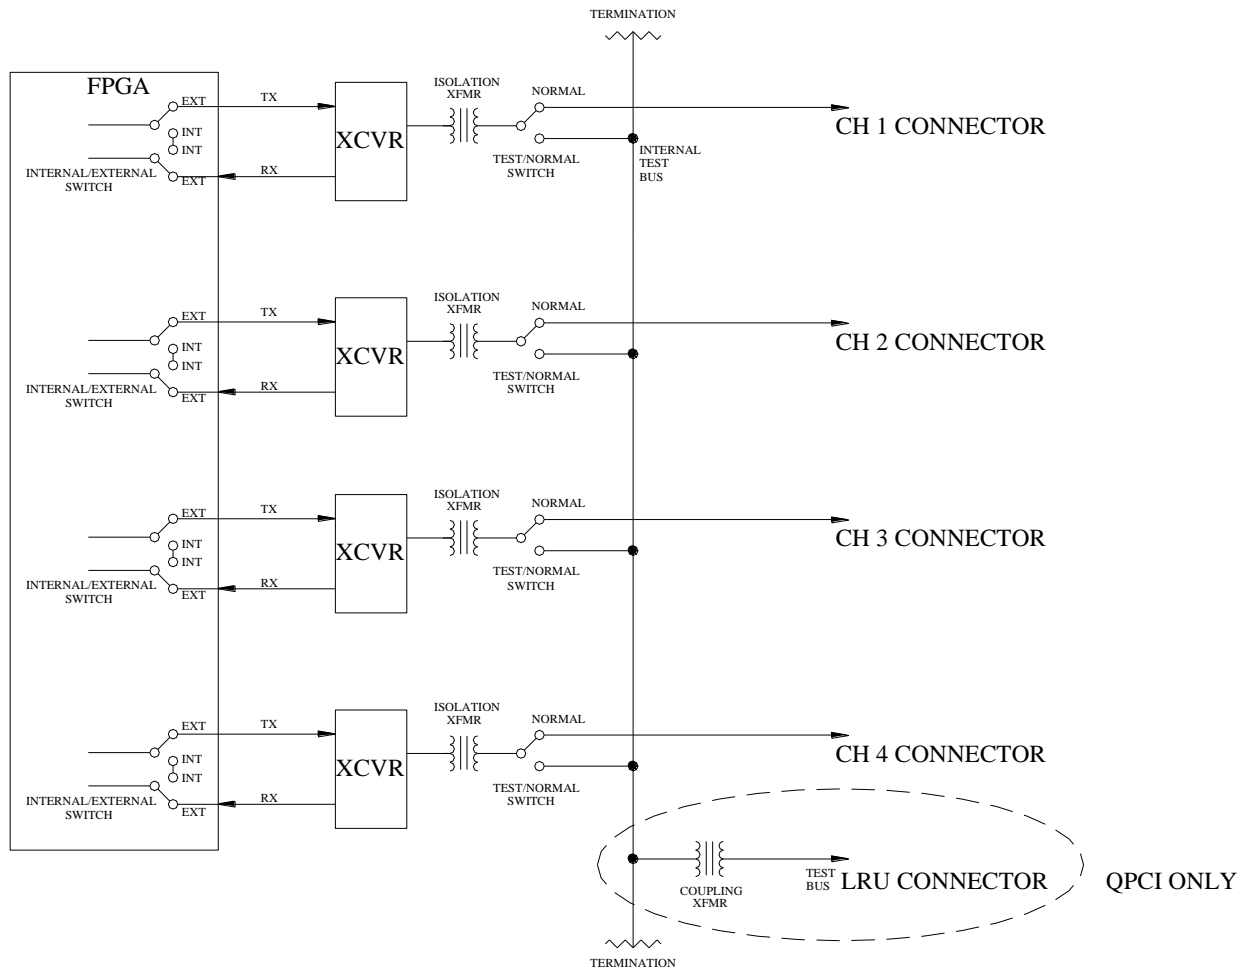 TERMINATION
FPGA
EXT
TX
INT
INT
INTERNAL/EXTERNAL
SWITCH
EXT
RX
XCVR
ISOLATION
XFMR
NORMAL
TEST/NORMAL
SWITCH
INTERNAL
TEST
BUS
CH 1 CONNECTOR
EXT
TX
INT
INT
INTERNAL/EXTERNAL
SWITCH
EXT
RX
XCVR
ISOLATION
XFMR
NORMAL
TEST/NORMAL
SWITCH
CH 2 CONNECTOR
EXT
TX
INT
INT
INTERNAL/EXTERNAL
SWITCH
EXT
RX
XCVR
ISOLATION
XFMR
NORMAL
TEST/NORMAL
SWITCH
CH 3 CONNECTOR
EXT
TX
INT
INT
INTERNAL/EXTERNAL
SWITCH
EXT
RX
XCVR
ISOLATION
XFMR
NORMAL
TEST/NORMAL
SWITCH
CH 4 CONNECTOR
COUPLING
XFMR
TEST
BUS
LRU CONNECTOR
QPCI ONLY
TERMINATION